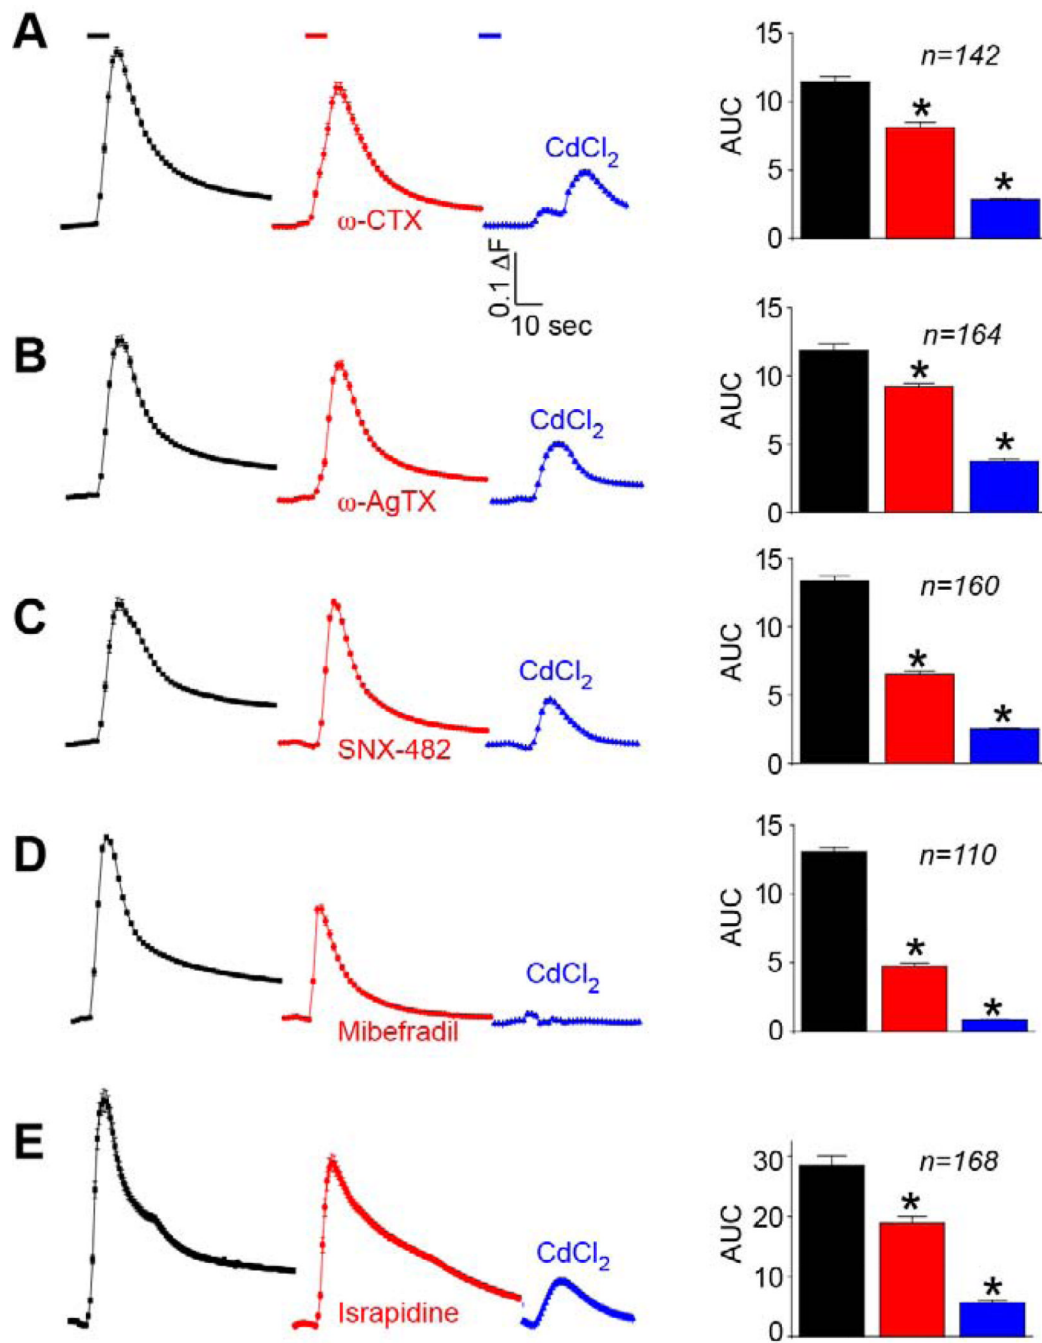 A
ω-CTX
CdCl2
0.1 ΔF
10 sec
AUC
15
10
5
0
n=142
*
*
B
ω-AgTX
CdCl2
AUC
15
10
5
0
n=164
*
*
C
SNX-482
CdCl2
AUC
15
10
5
0
n=160
*
*
D
Mibefradil
CdCl2
AUC
15
10
5
0
n=110
*
*
E
Israpidine
CdCl2
AUC
30
20
10
0
n=168
*
*